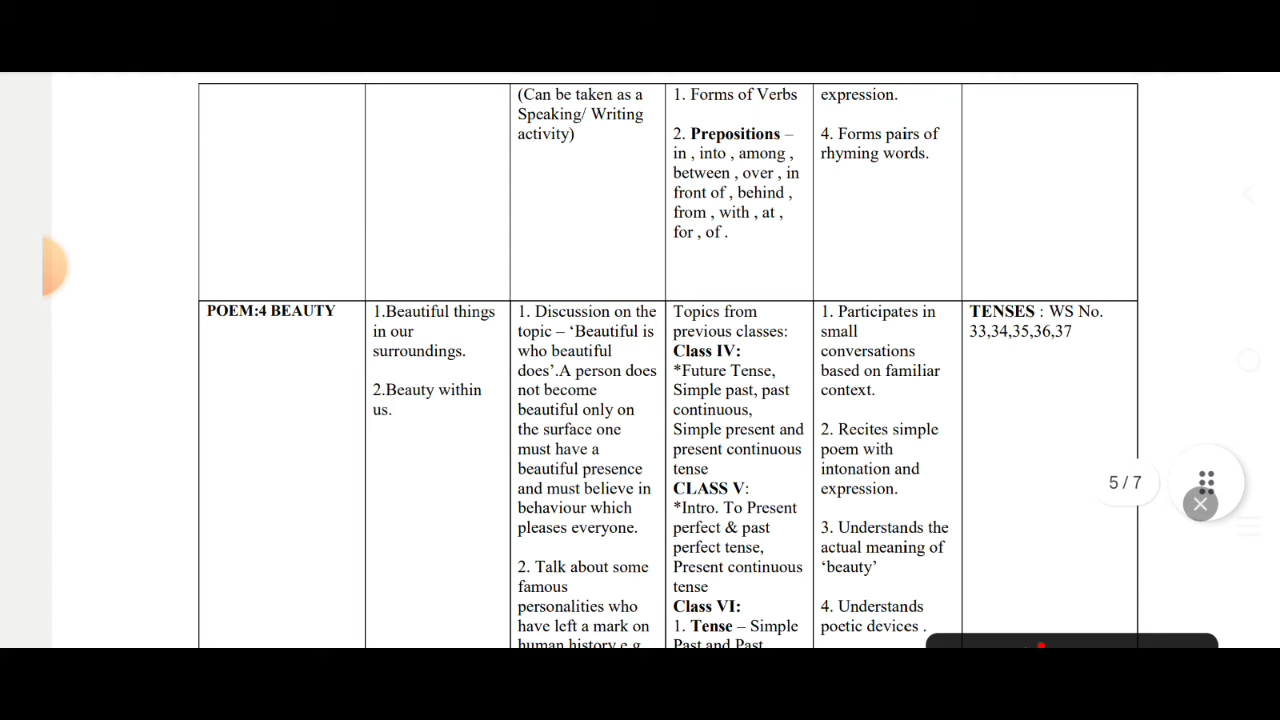 (Can be taken as a
Speaking/ Writing
activity)
1. Forms of Verbs
2. Prepositions –
in , into , among ,
between , over , in
front of , behind ,
from , with , at ,
for , of .
expression.
4. Forms pairs of
rhyming words.
POEM:4 BEAUTY
1.Beautiful things
in our
surroundings.
2.Beauty within
us.
1. Discussion on the
topic – ‘Beautiful is
who beautiful
does’.A person does
not become
beautiful only on
the surface one
must have a
beautiful presence
and must believe in
behaviour which
pleases everyone.
2. Talk about some
famous
personalities who
have left a mark on
human history e.g.
Topics from
previous classes:
Class IV:
*Future Tense,
Simple past, past
continuous,
Simple present and
present continuous
tense
CLASS V:
*Intro. To Present
perfect & past
perfect tense,
Present continuous
tense
Class VI:
1. Tense – Simple
Past and Past
1. Participates in
small
conversations
based on familiar
context.
2. Recites simple
poem with
intonation and
expression.
3. Understands the
actual meaning of
‘beauty’
4. Understands
poetic devices .
TENSES : WS No.
33,34,35,36,37
5 / 7